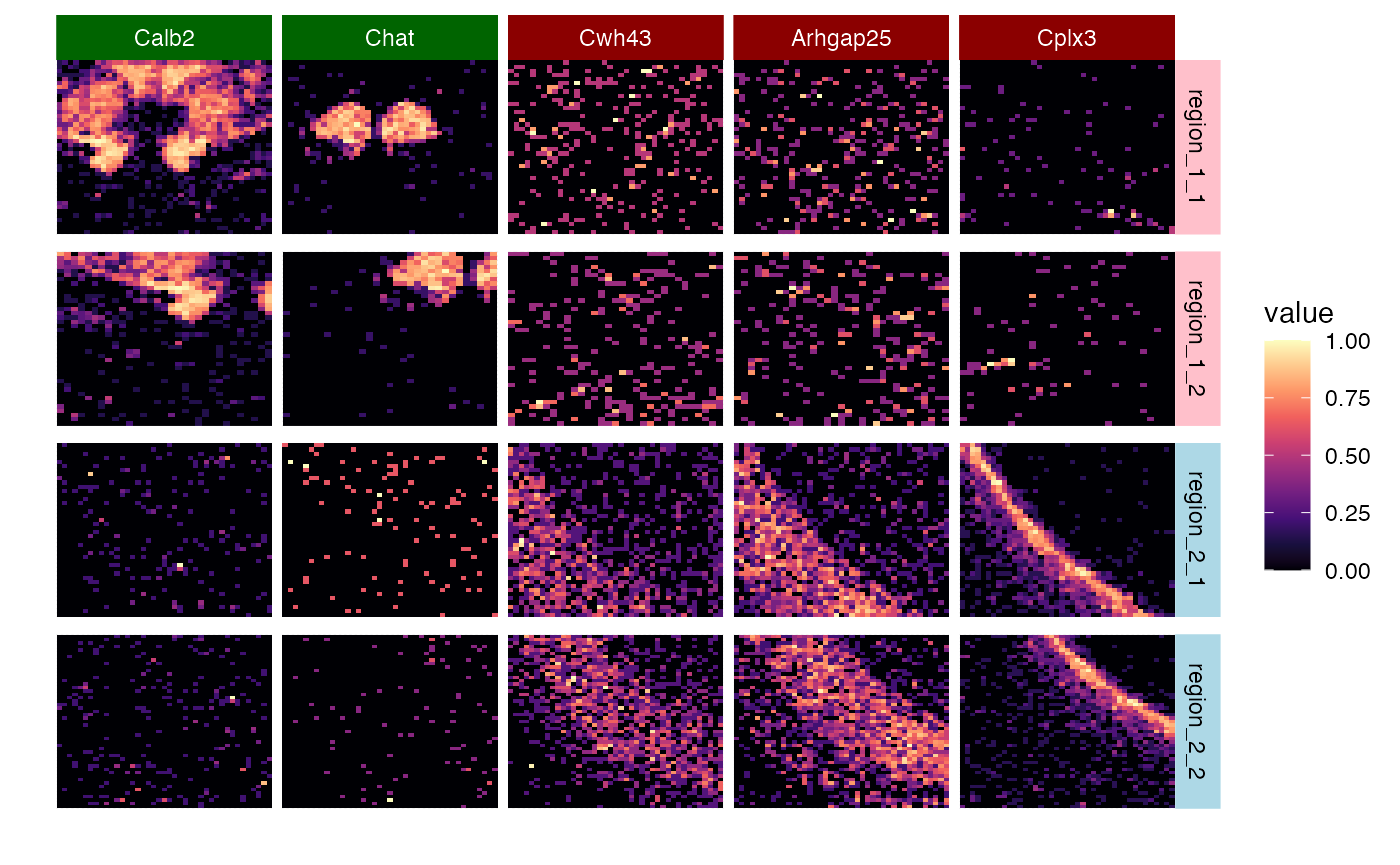 Calb2
Chat
Cwh43
Arhgap25
Cplx3
region_1_1
region_1_2
region_2_1
region_2_2
value
1.00
0.75
0.50
0.25
0.00